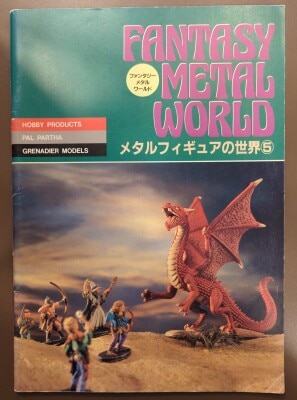 FANTASY
METAL
WORLD
ファンタジー
メタル
ワールド
メタルフィギュアの世界⑤
HOBBY PRODUCTS
PAL PARTHA
GRENADIER MODELS